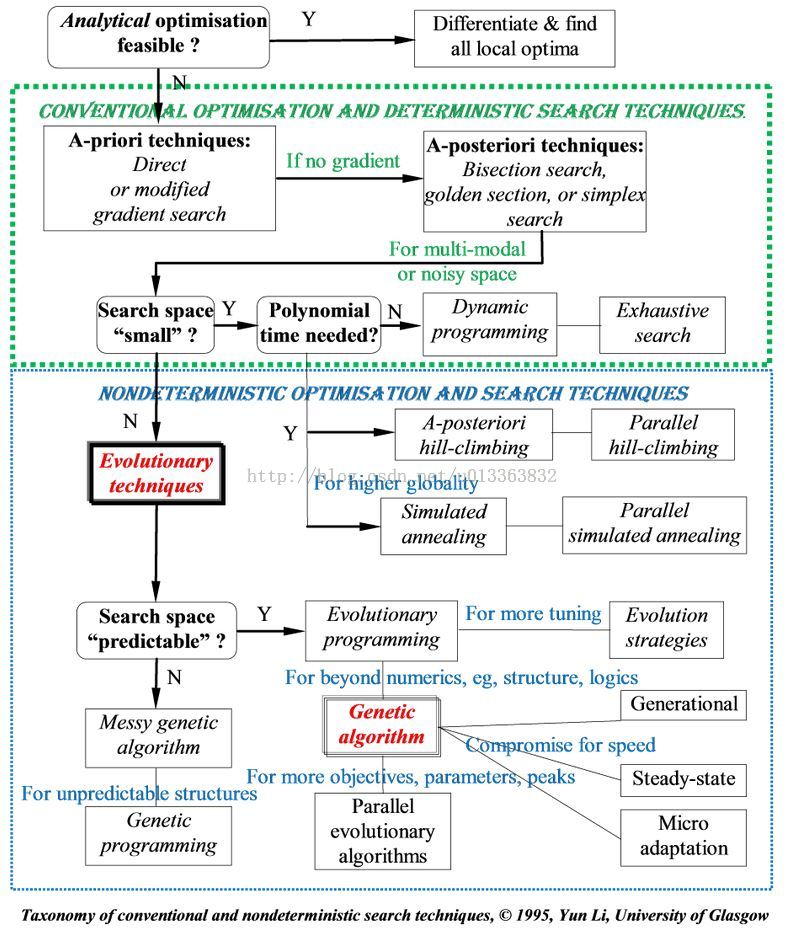 Analytical optimisation
feasible ?
Y
Differentiate & find
all local optima
N
CONVENTIONAL OPTIMISATION AND DETERMINISTIC SEARCH TECHNIQUES
A-priori techniques:
Direct
or modified
gradient search
If no gradient
A-posteriori techniques:
Bisection search,
golden section, or simplex
search
For multi-modal
or noisy space
Search space
“small” ?
Y
Polynomial
time needed?
N
Dynamic
programming
Exhaustive
search
NONDETERMINISTIC OPTIMISATION AND SEARCH TECHNIQUES
N
Y
A-posteriori
hill-climbing
Parallel
hill-climbing
Evolutionary
techniques
http://blog.csdn.net/u013363832
For higher globality
Simulated
annealing
Parallel
simulated annealing
Search space
“predictable” ?
Y
Evolutionary
programming
For more tuning
Evolution
strategies
N
For beyond numerics, eg, structure, logics
Messy genetic
algorithm
Genetic
algorithm
Generational
Compromise for speed
For more objectives, parameters, peaks
Steady-state
For unpredictable structures
Genetic
programming
Parallel
evolutionary
algorithms
Micro
adaptation
Taxonomy of conventional and nondeterministic search techniques, © 1995, Yun Li, University of Glasgow